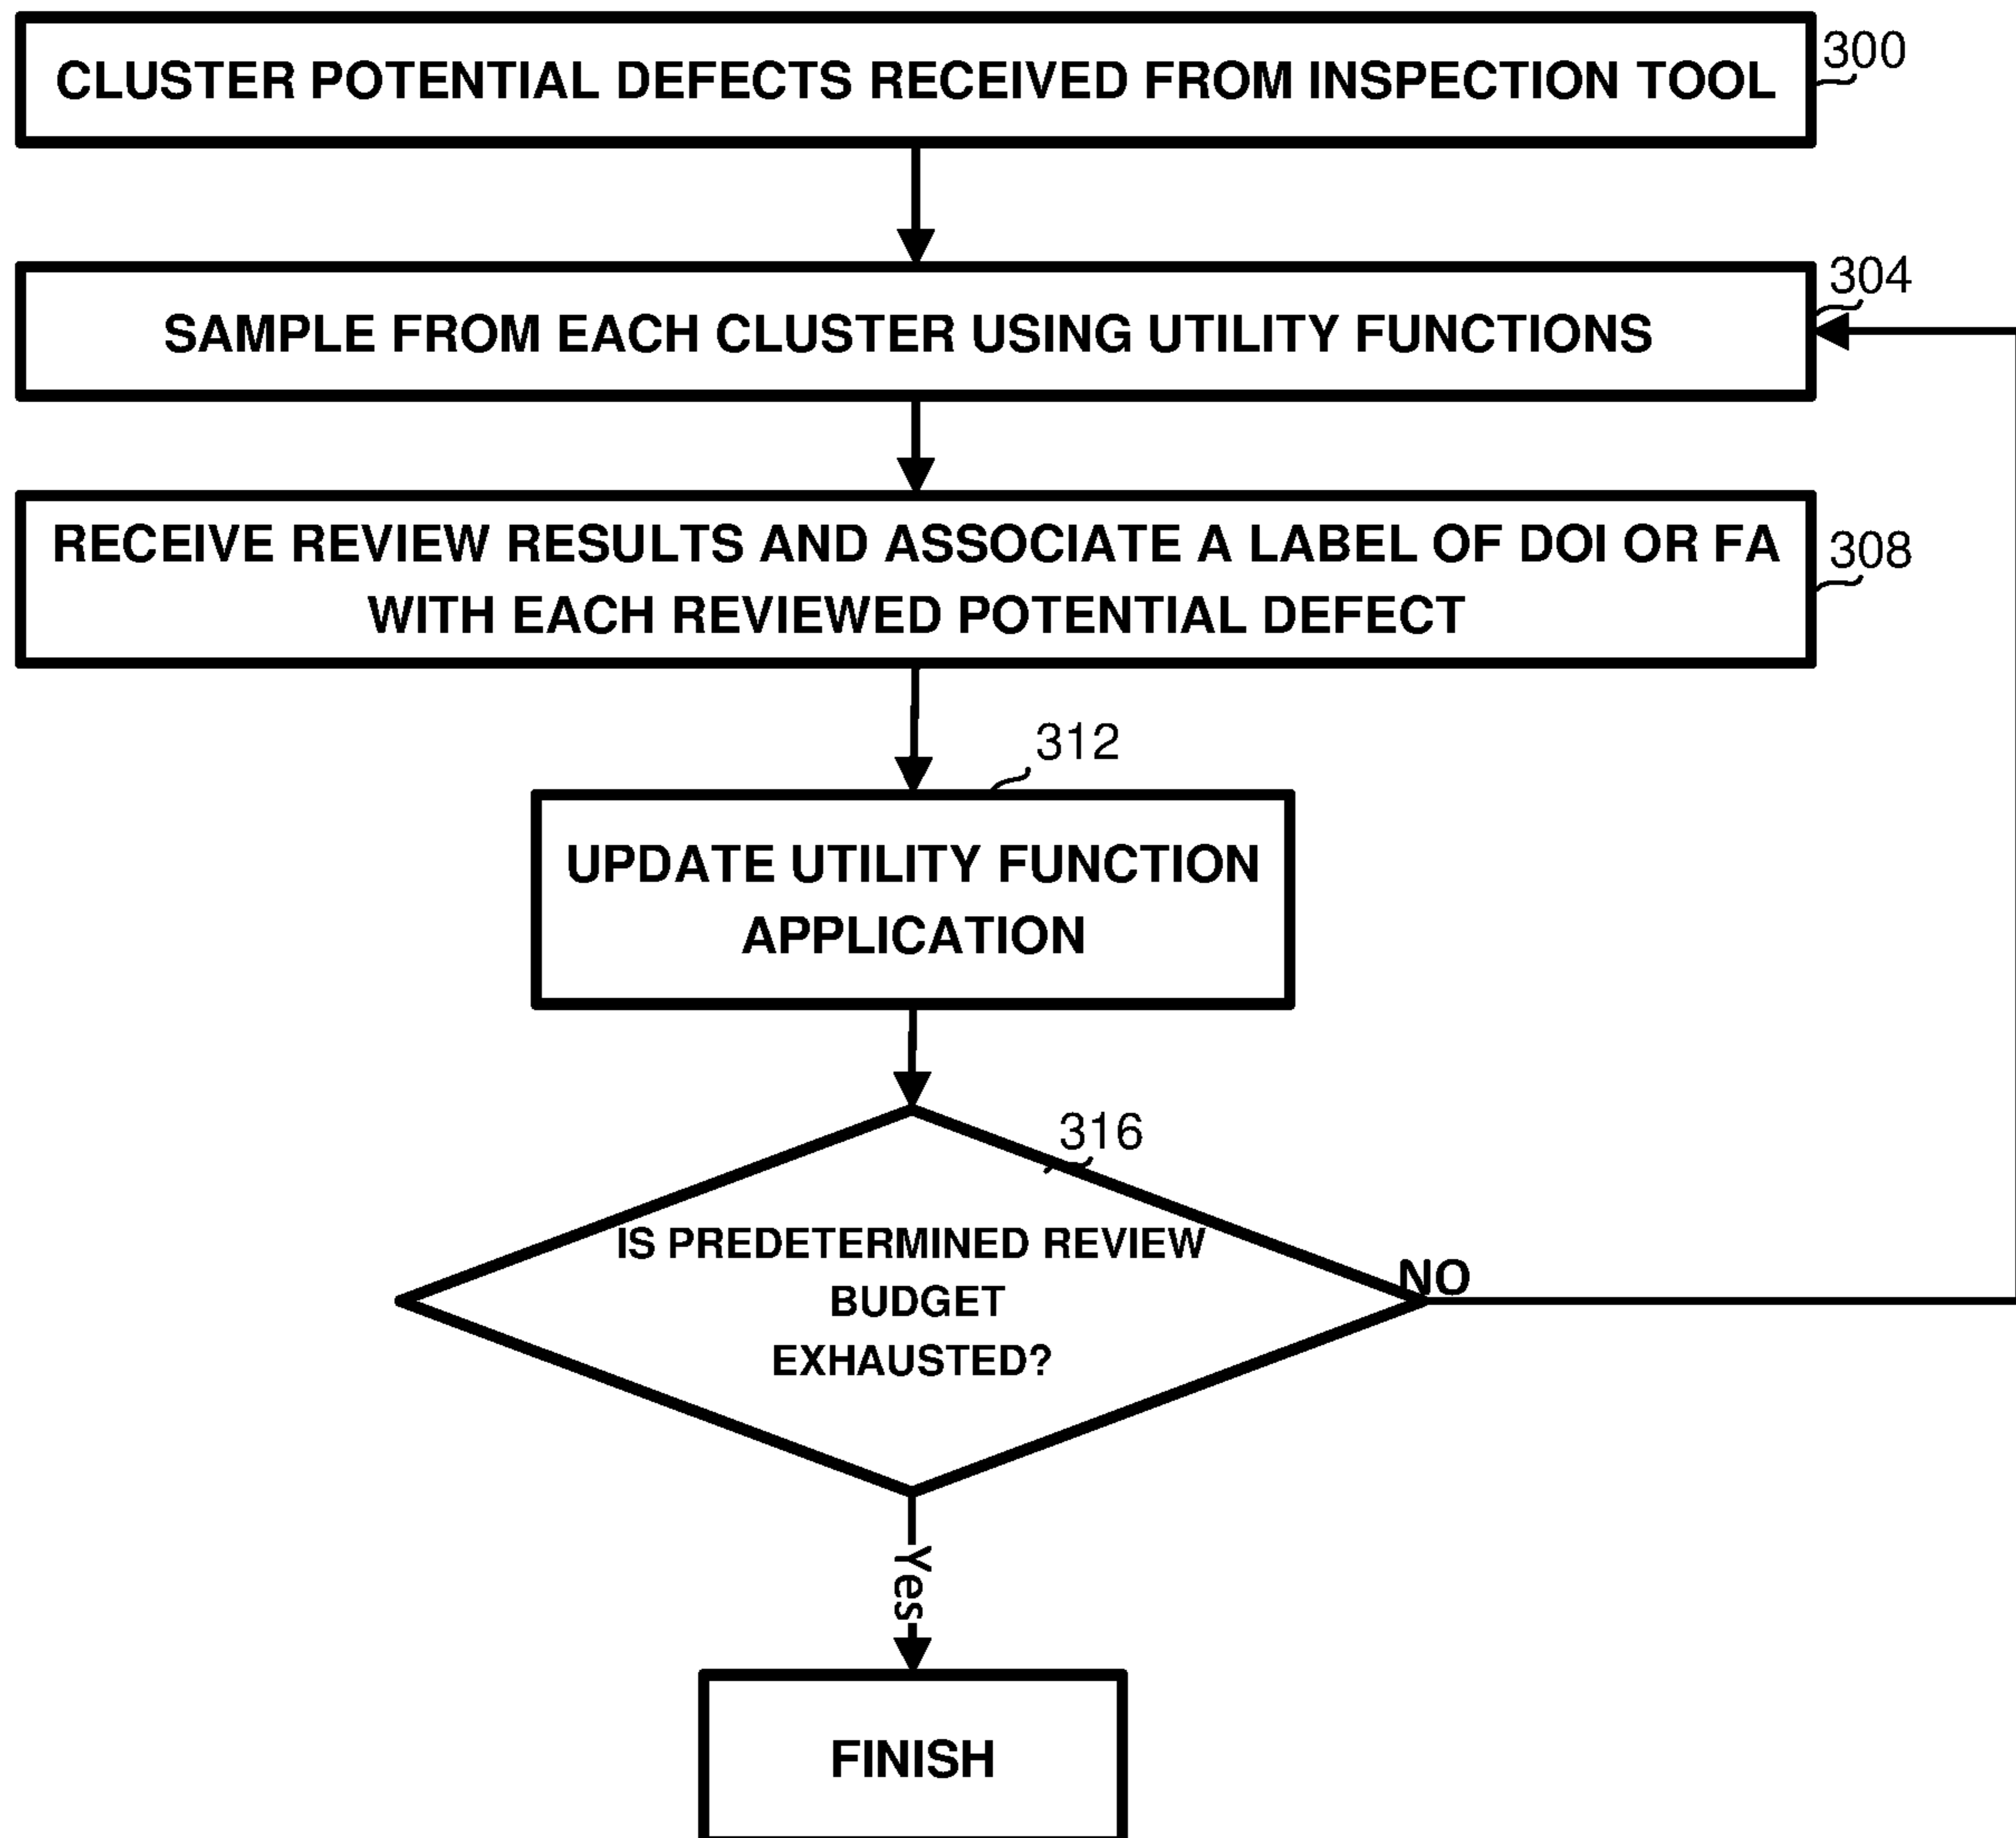 CLUSTER POTENTIAL DEFECTS RECEIVED FROM INSPECTION TOOL
300
SAMPLE FROM EACH CLUSTER USING UTILITY FUNCTIONS
304
RECEIVE REVIEW RESULTS AND ASSOCIATE A LABEL OF DOI OR FA
WITH EACH REVIEWED POTENTIAL DEFECT
308
312
UPDATE UTILITY FUNCTION
APPLICATION
316
IS PREDETERMINED REVIEW
BUDGET
EXHAUSTED?
NO
Yes
FINISH